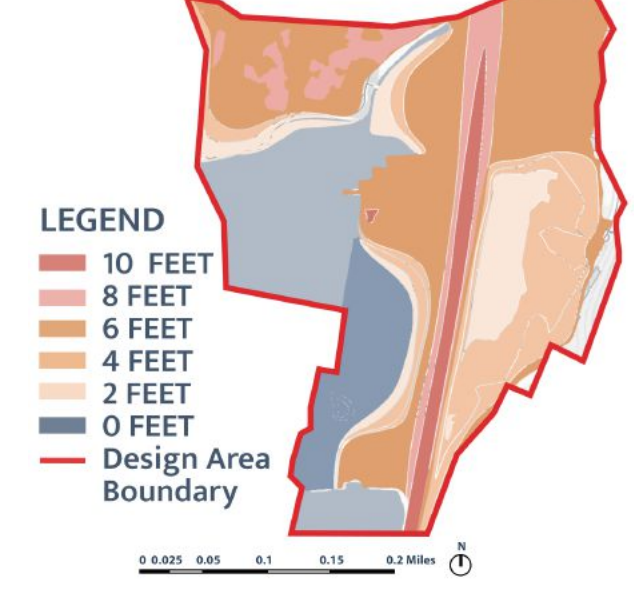 LEGEND
10 FEET
8 FEET
6 FEET
4 FEET
2 FEET
0 FEET
Design Area
Boundary
0 0.025 0.05 0.1 0.15 0.2 Miles
N